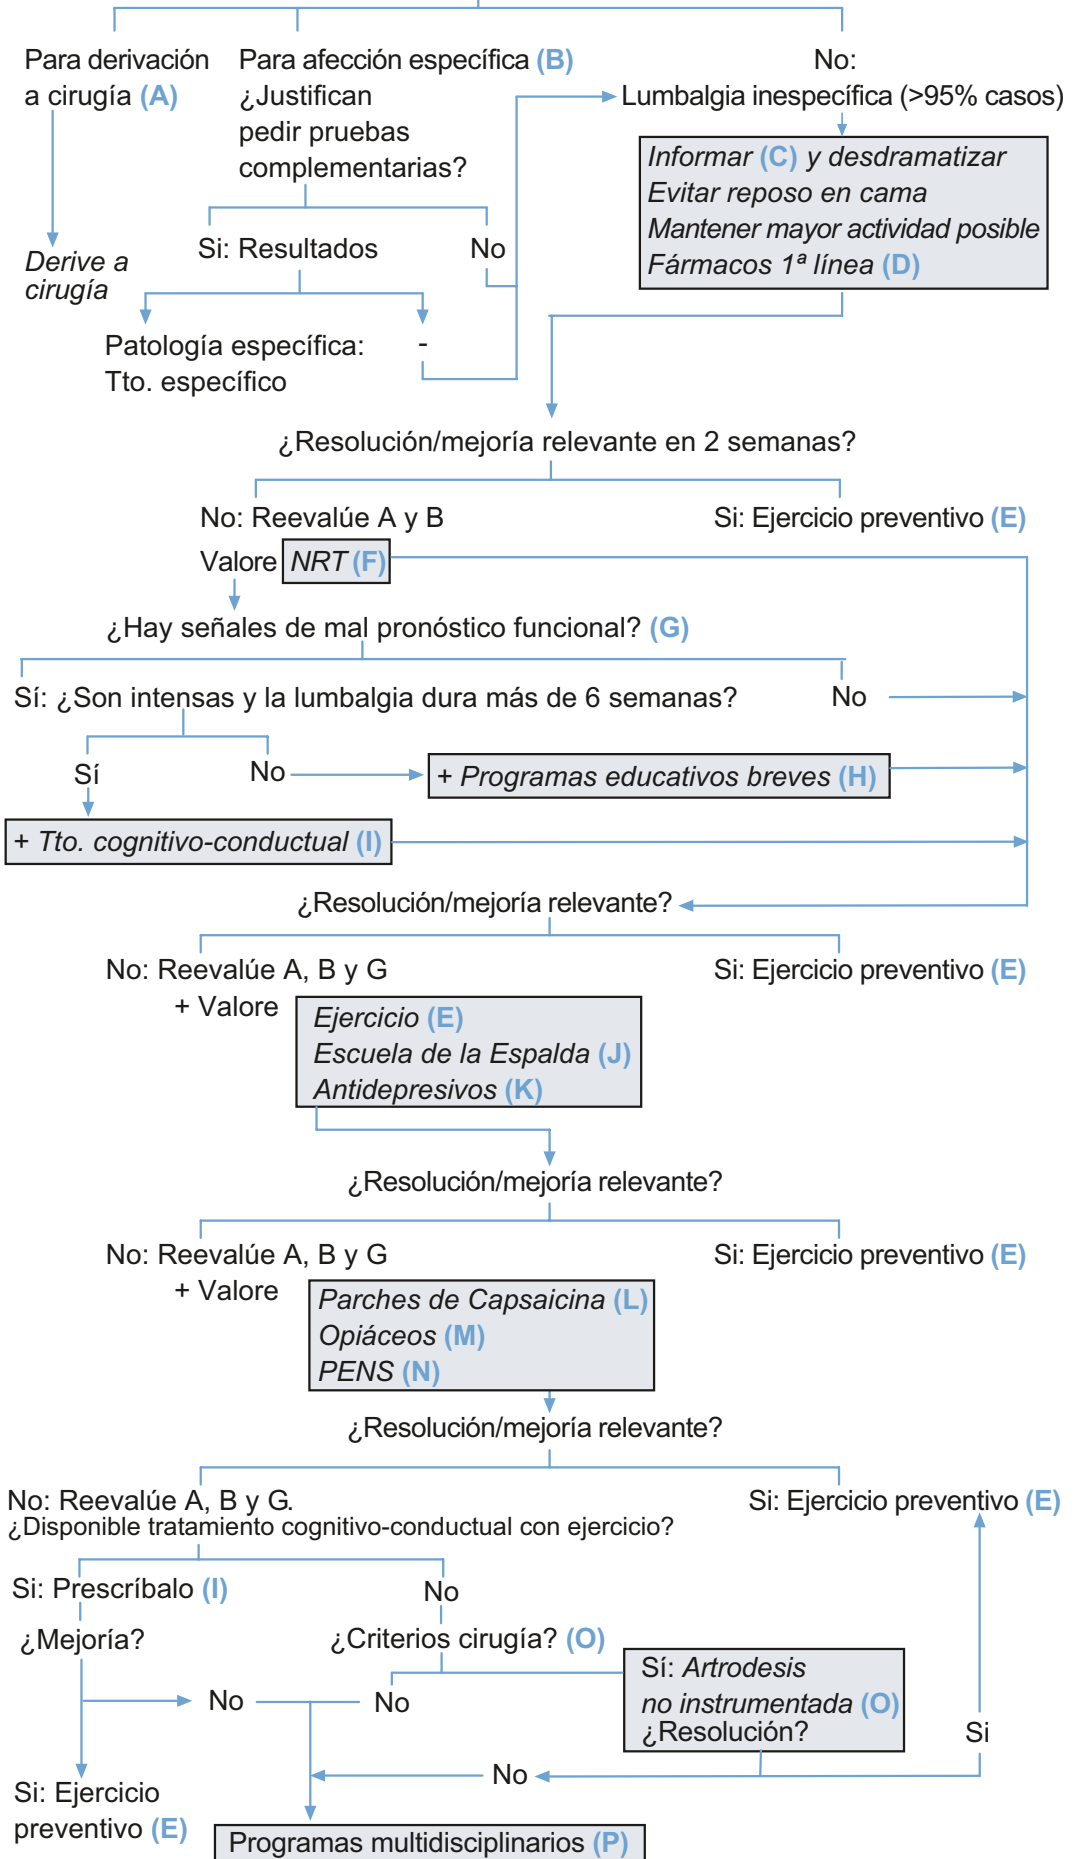 Para derivación
a cirugía (A)
Para afección específica (B)
¿Justifican
pedir pruebas
complementarias?
No:
Lumbalgia inespecífica (>95% casos)
Informar (C) y desdramatizar
Evitar reposo en cama
Mantener mayor actividad posible
Fármacos 1ª línea (D)
Derive a
cirugía
Si: Resultados
No
Patología específica:
Tto. específico
-
¿Resolución/mejoría relevante en 2 semanas?
No: Reevalúe A y B
Si: Ejercicio preventivo (E)
Valore NRT (F)
¿Hay señales de mal pronóstico funcional? (G)
Sí: ¿Son intensas y la lumbalgia dura más de 6 semanas?
No
Sí
No
+ Programas educativos breves (H)
+ Tto. cognitivo-conductual (I)
¿Resolución/mejoría relevante?
No: Reevalúe A, B y G
Si: Ejercicio preventivo (E)
+ Valore
Ejercicio (E)
Escuela de la Espalda (J)
Antidepresivos (K)
¿Resolución/mejoría relevante?
No: Reevalúe A, B y G
Si: Ejercicio preventivo (E)
+ Valore
Parches de Capsaicina (L)
Opiáceos (M)
PENS (N)
¿Resolución/mejoría relevante?
No: Reevalúe A, B y G.
Si: Ejercicio preventivo (E)
¿Disponible tratamiento cognitivo-conductual con ejercicio?
Si: Prescríbalo (I)
No
¿Mejoría?
¿Criterios cirugía? (O)
Sí: Artrodesis
no instrumentada (O)
¿Resolución?
No
No
Si
No
Si: Ejercicio
preventivo (E)
Programas multidisciplinarios (P)